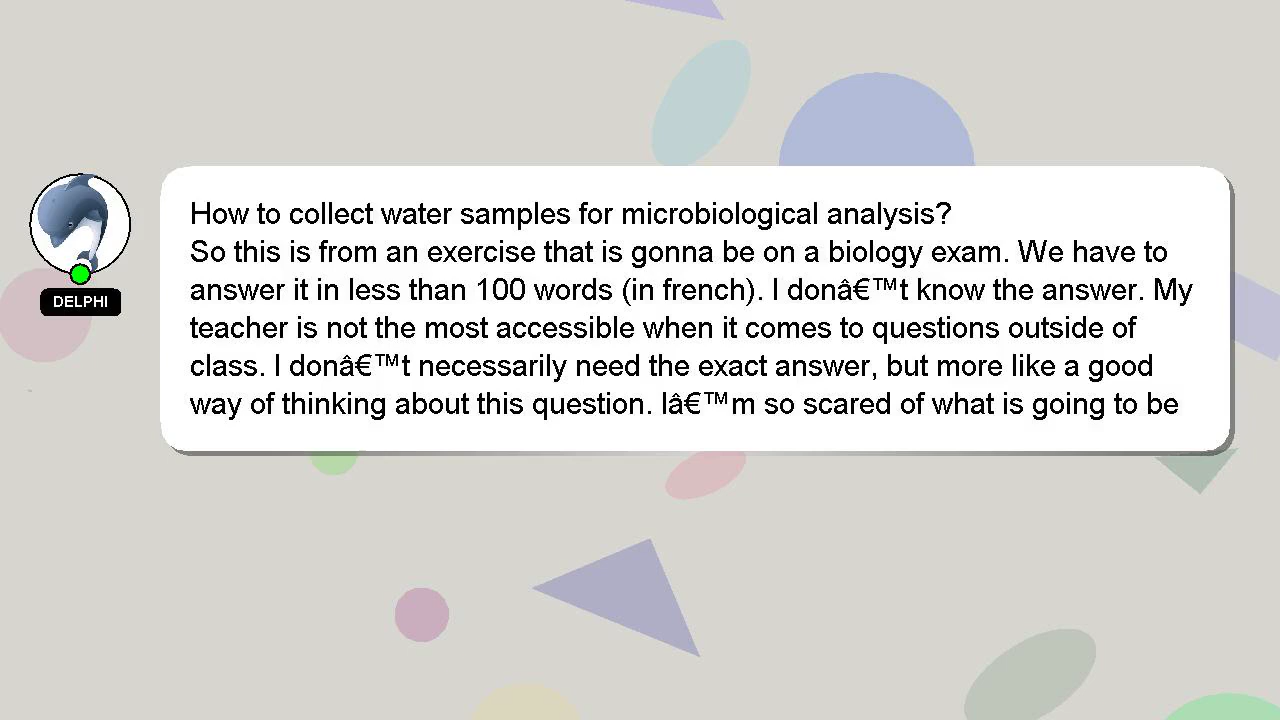 How to collect water samples for microbiological analysis?
So this is from an exercise that is gonna be on a biology exam. We have to
answer it in less than 100 words (in french). I donâ€™t know the answer. My
teacher is not the most accessible when it comes to questions outside of
class. I donâ€™t necessarily need the exact answer, but more like a good
way of thinking about this question. Iâ€™m so scared of what is going to be
DELPHI